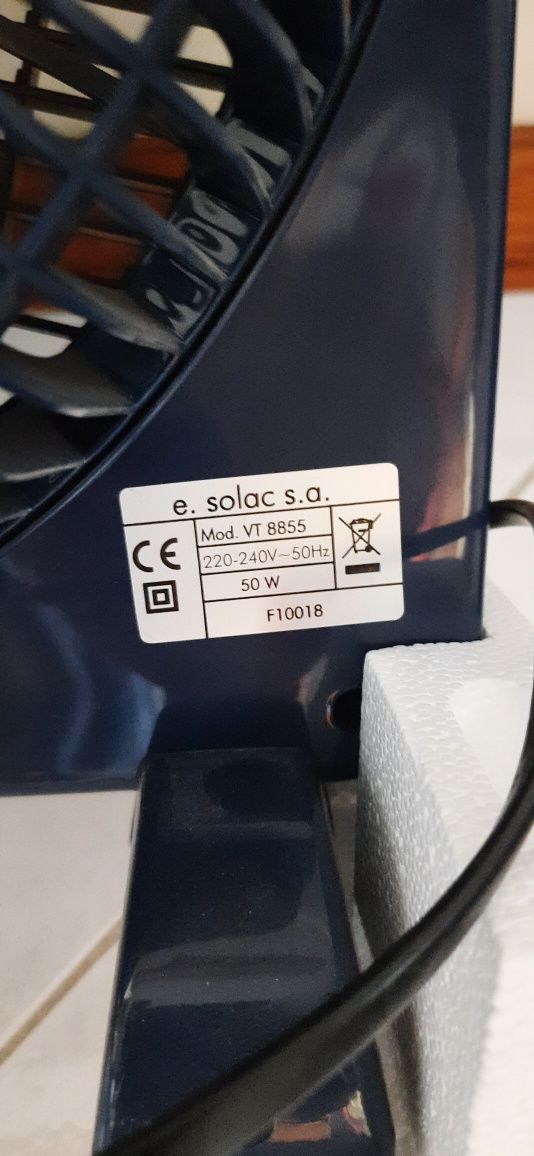 e. solac s.a.
CE
Mod. VT 8855
220-240V~50Hz
50 W
F10018